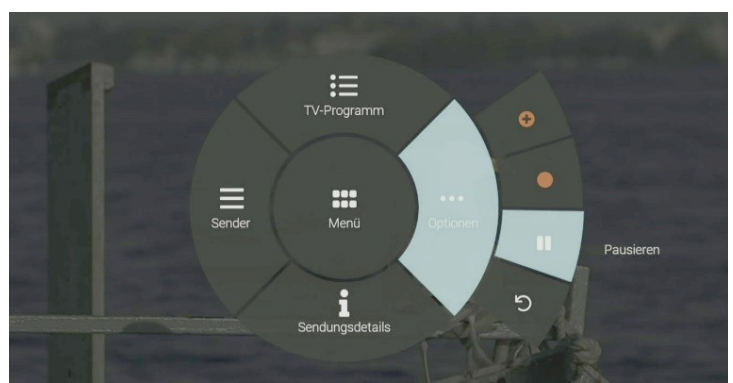 TV-Programm
Sender
Menü
Optionen
Pausieren
Sendungsdetails